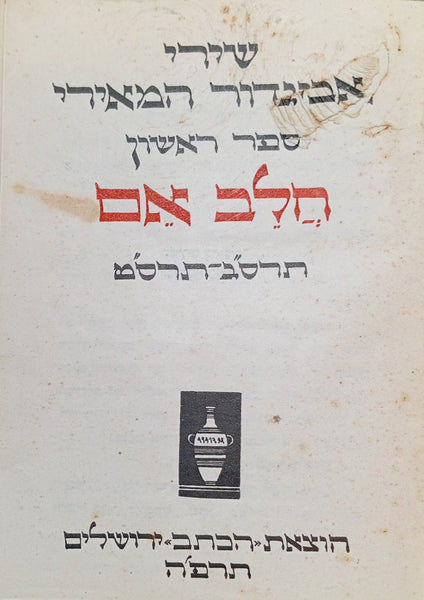 שירי
אביגדור המאירי
ספר ראשון
חֲלֵב אֵם
תרס"ג-תרס"ט
הוצאת "הכתב" ירושלים
תרפ"ה